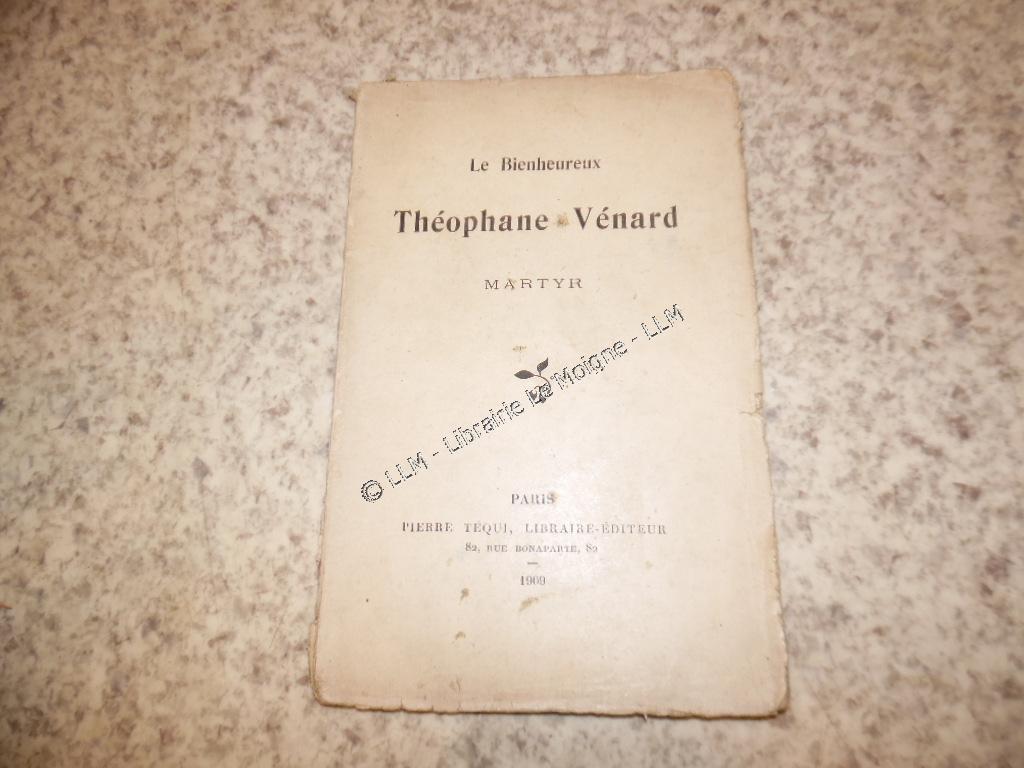 Le Bienheureux
Théophane Vénard
MARTYR
© LLM - Librairie Le Moigne - LLM
PARIS
PIERRE TÉQUI, LIBRAIRE-ÉDITEUR
82, RUE BONAPARTE, 82
1909